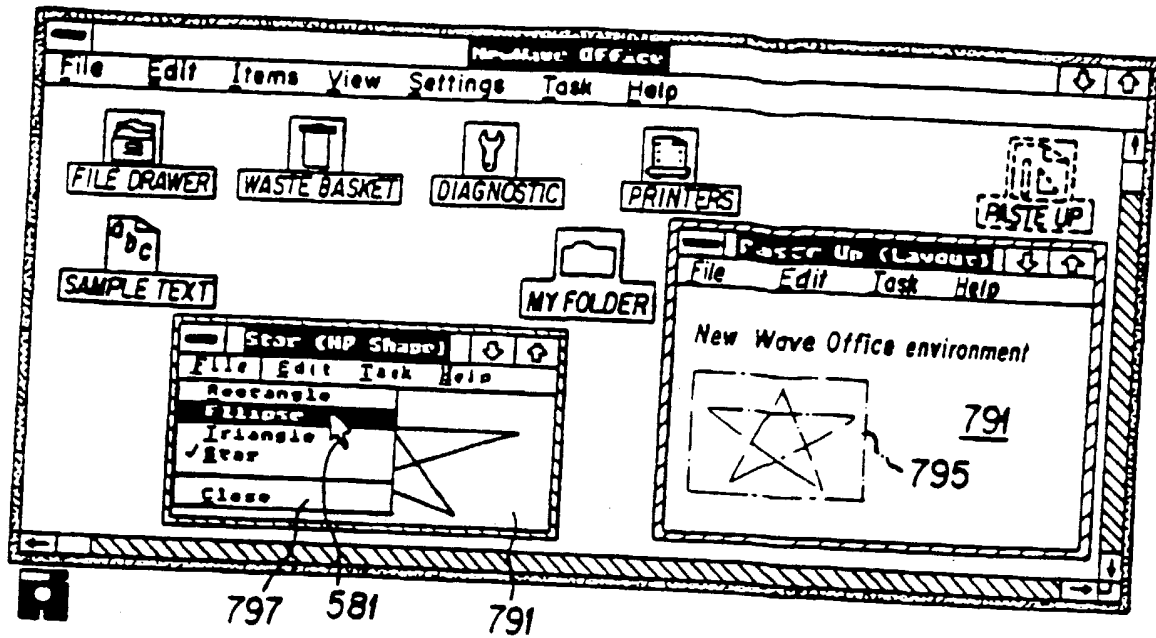 NewWave Office
File Edit Items View Settings Task Help
FILE DRAWER WASTE BASKET DIAGNOSTIC PRINTERS PASTE UP
SAMPLE TEXT MY FOLDER
abc
Paste Up (Layout)
File Edit Task Help
New Wave Office environment
791
795
Star (HP Shape)
File Edit Task Help
Rectangle
Ellipse
Triangle
✓ Star
Close
797 581 791